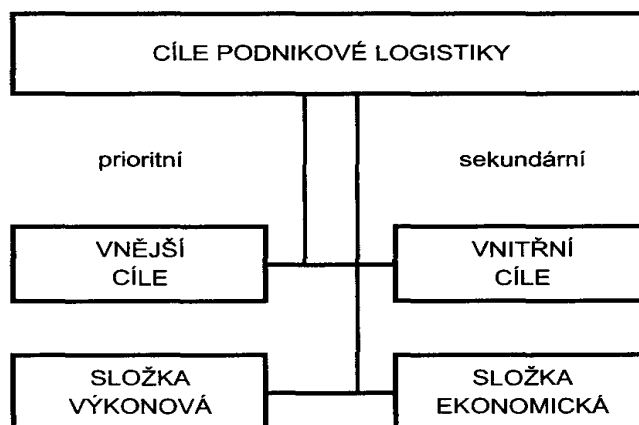 CÍLE PODNIKOVÉ LOGISTIKY
prioritní
sekundární
VNĚJŠÍ
CÍLE
VNITŘNÍ
CÍLE
SLOŽKA
VÝKONOVÁ
SLOŽKA
EKONOMICKÁ